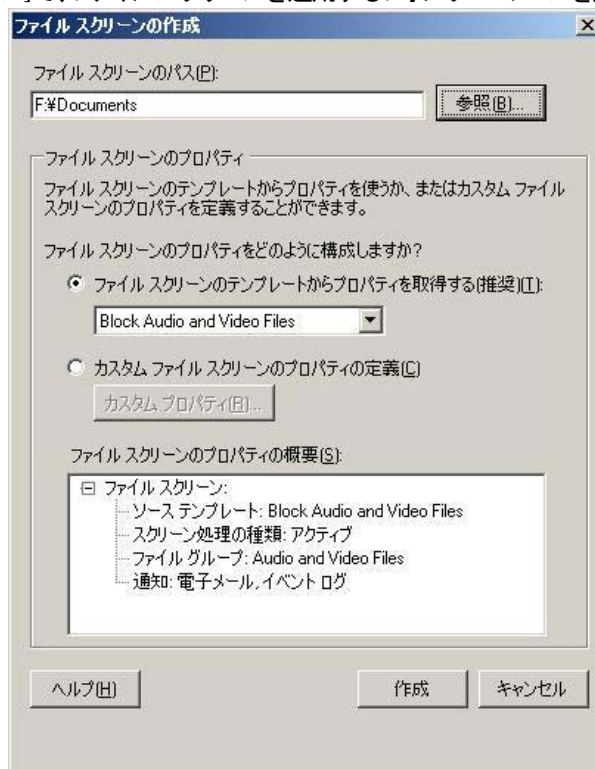 ファイル スクリーンの作成
ファイル スクリーンのパス(P):
F:¥Documents
参照(B)...
ファイル スクリーンのプロパティ
ファイル スクリーンのテンプレートからプロパティを使うか、またはカスタム ファイル
スクリーンのプロパティを定義することができます。
ファイル スクリーンのプロパティをどのように構成しますか?
ファイル スクリーンのテンプレートからプロパティを取得する(推奨)(T):
Block Audio and Video Files
カスタム ファイル スクリーンのプロパティの定義(C)
カスタム プロパティ(R)...
ファイル スクリーンのプロパティの概要(S):
ファイル スクリーン:
ソース テンプレート: Block Audio and Video Files
スクリーン処理の種類: アクティブ
ファイル グループ: Audio and Video Files
通知: 電子メール, イベント ログ
ヘルプ(H)
作成
キャンセル